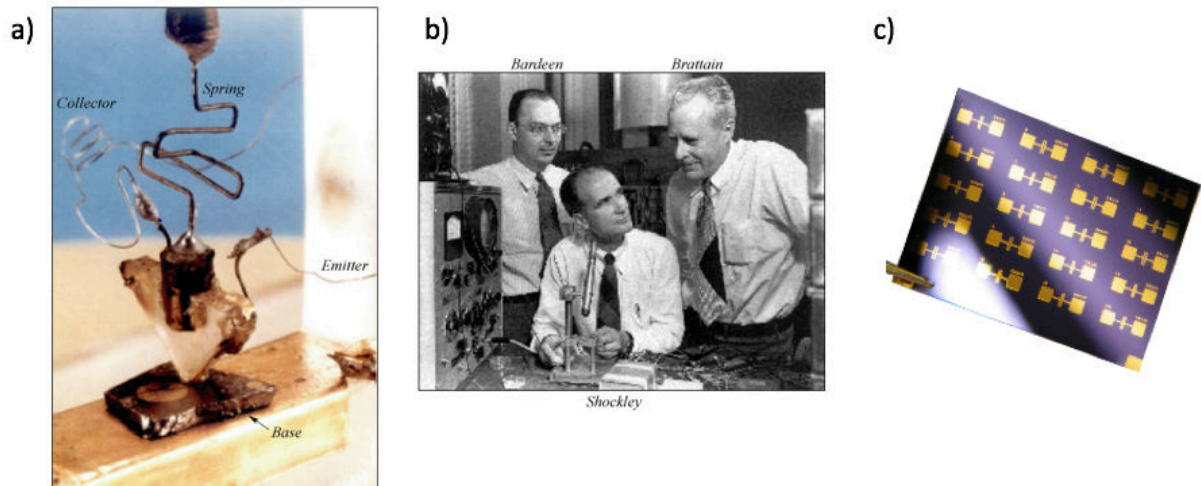 a)
Spring
Collector
Emitter
Base
b)
Bardeen Brattain
Shockley
c)